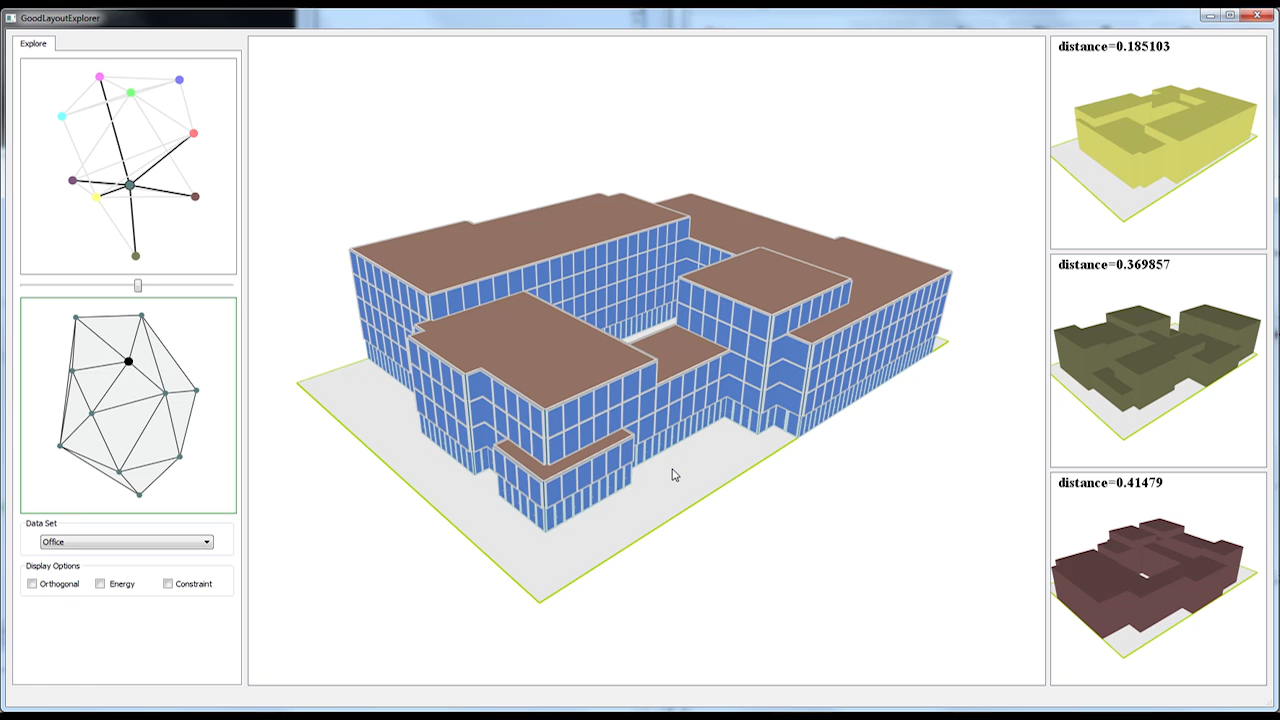 GoodLayoutExplorer
Explore
Data Set
Office
Display Options
Orthogonal Energy Constraint
distance=0.185103
distance=0.369857
distance=0.41479